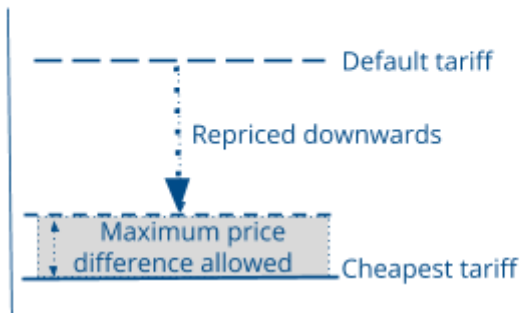 Default tariff
Repriced downwards
Maximum price
difference allowed
Cheapest tariff